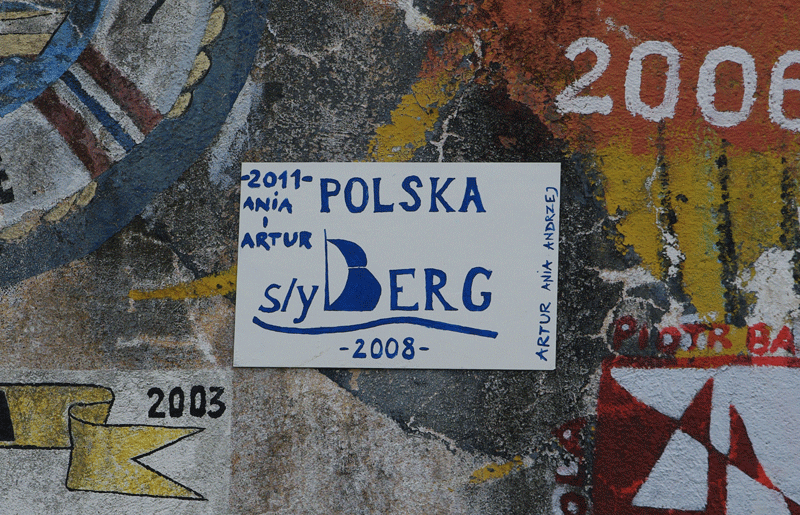 2006
-2011-
ANIA
I
ARTUR
POLSKA
s/y BERG
-2008-
ARTUR ANIA ANDRZEJ
2003
PIOTR BA